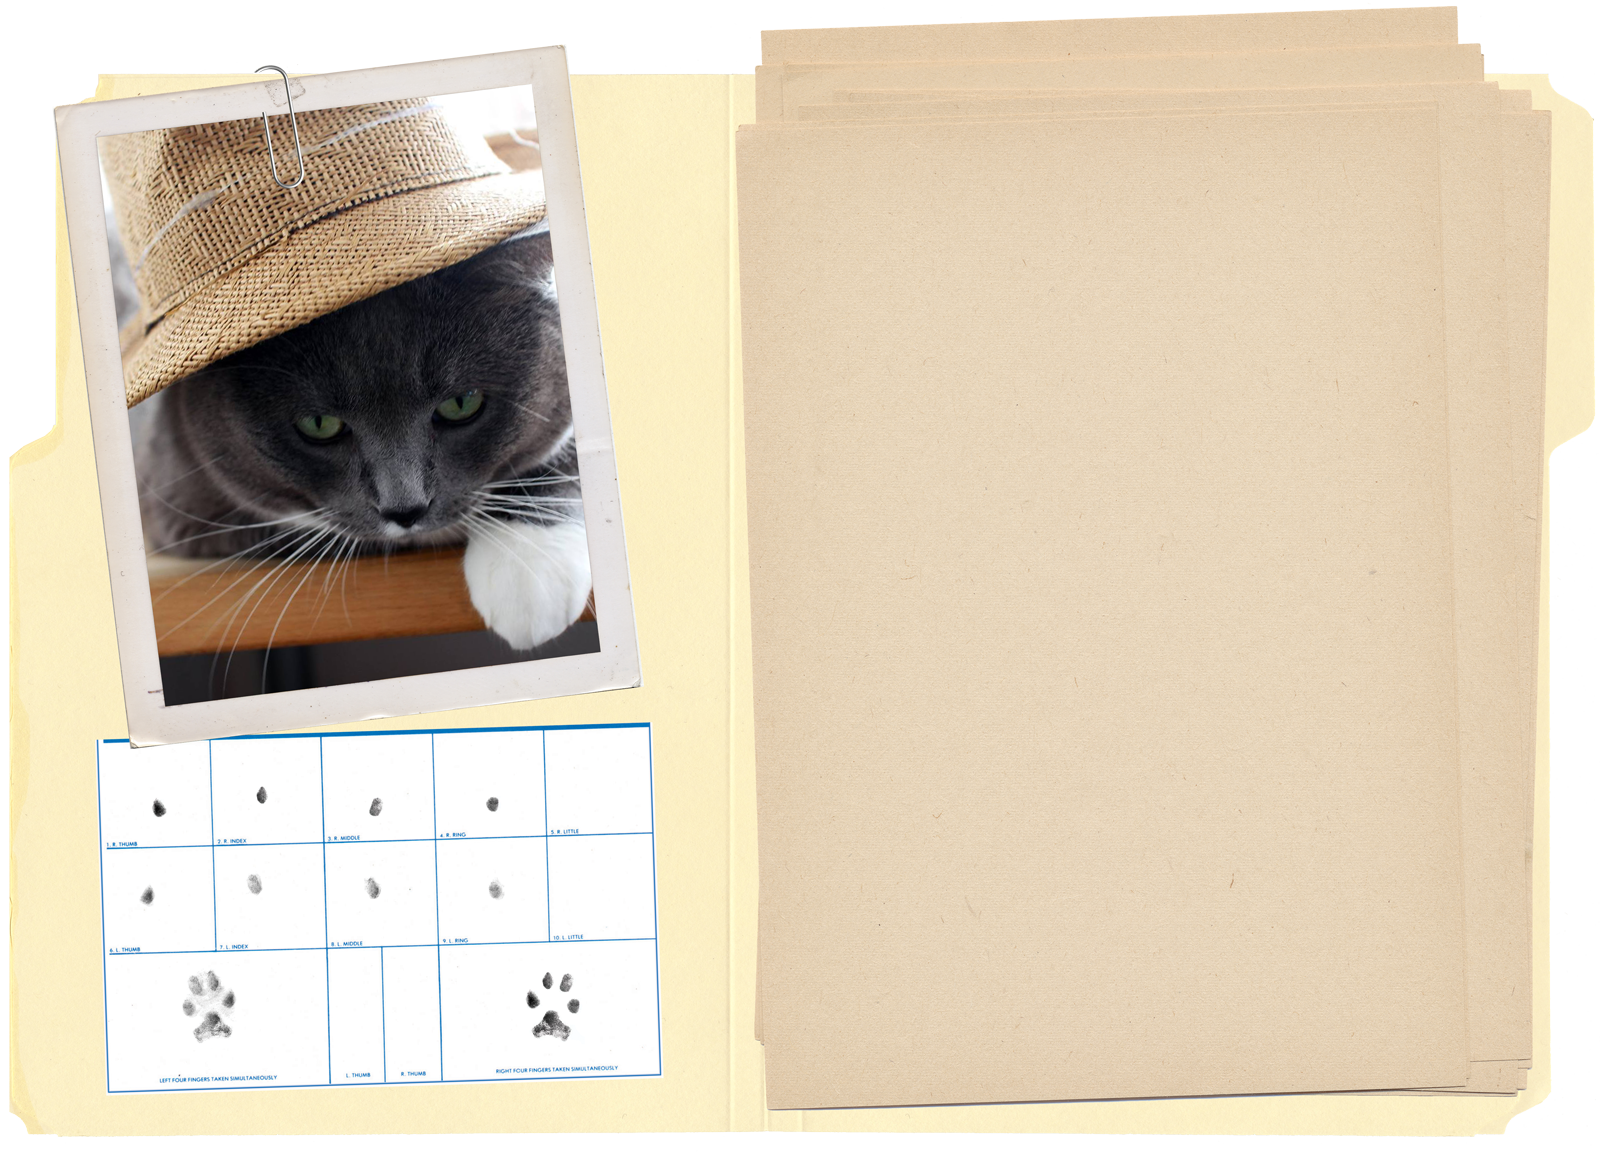 1. R. THUMB
2. R. INDEX
3. R. MIDDLE
4. R. RING
5. R. LITTLE
6. L. THUMB
7. L. INDEX
8. L. MIDDLE
9. L. RING
10. L. LITTLE
LEFT FOUR FINGERS TAKEN SIMULTANEOUSLY
L. THUMB
R. THUMB
RIGHT FOUR FINGERS TAKEN SIMULTANEOUSLY